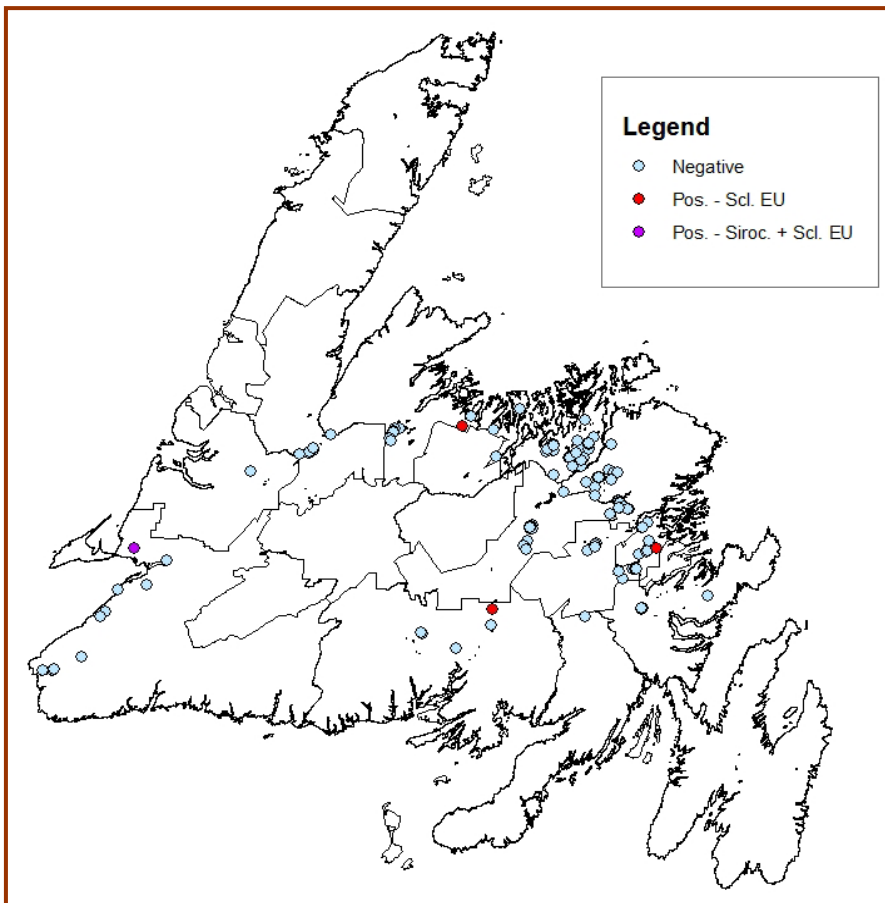 Legend
Negative
Pos. - Scl. EU
Pos. - Siroc. + Scl. EU